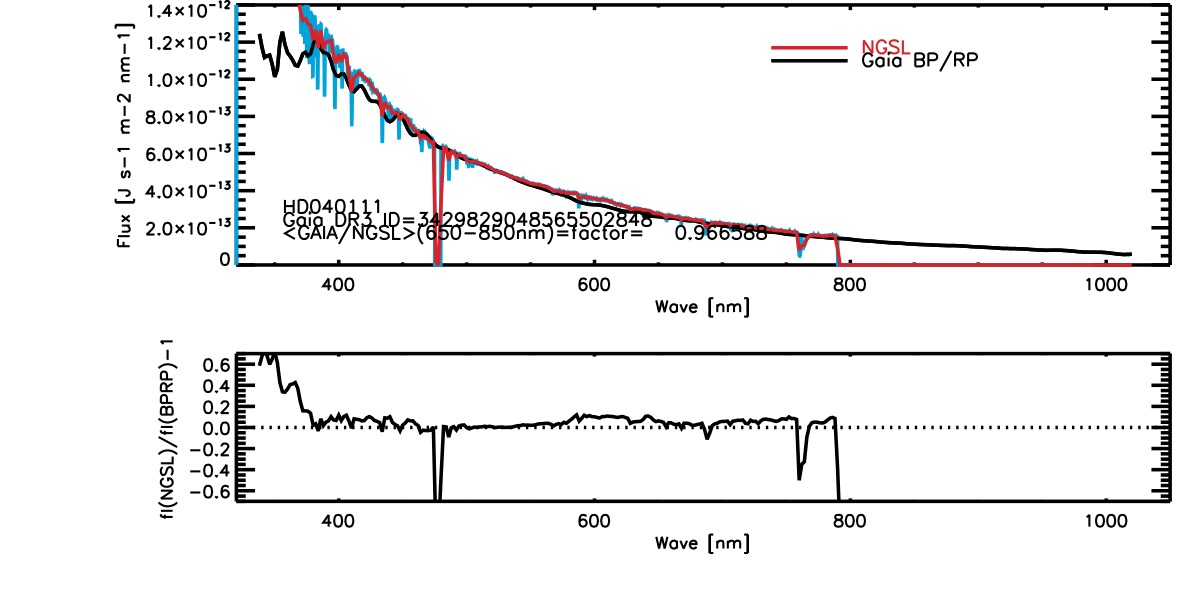 1.4×10−12
1.2×10−12
1.0×10−12
8.0×10−13
6.0×10−13
4.0×10−13
2.0×10−13
0
Flux [J s−1 m−2 nm−1]
NGSL
Gaia BP/RP
HD040111
Gaia DR3 ID=3429829048565502848
<GAIA/NGSL>(650−850nm)=factor= 0.966588
400 600 800 1000
Wave [nm]
fl(NGSL)/fl(BPRP)−1
0.6
0.4
0.2
0.0
−0.2
−0.4
−0.6
400 600 800 1000
Wave [nm]